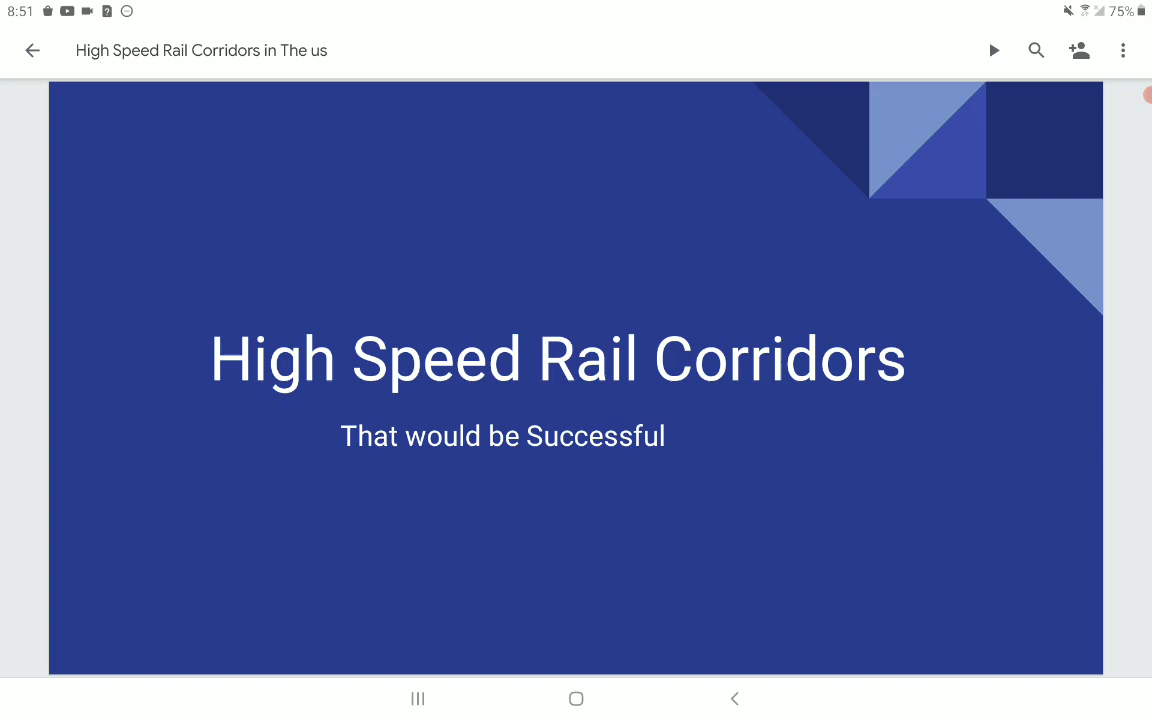 8:51
75%
High Speed Rail Corridors in The us
High Speed Rail Corridors
That would be Successful